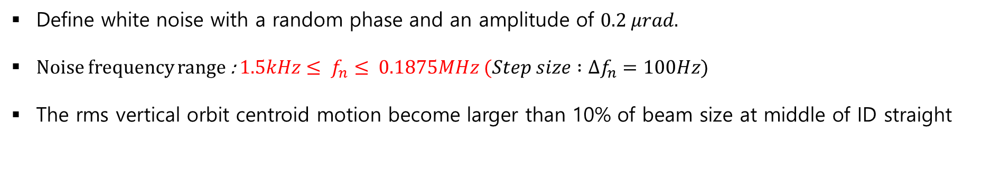 ▪ Define white noise with a random phase and an amplitude of 0.2 μrad.
▪ Noise frequency range : 1.5kHz ≤ fₙ ≤ 0.1875MHz (Step size : Δfₙ = 100Hz)
▪ The rms vertical orbit centroid motion become larger than 10% of beam size at middle of ID straight